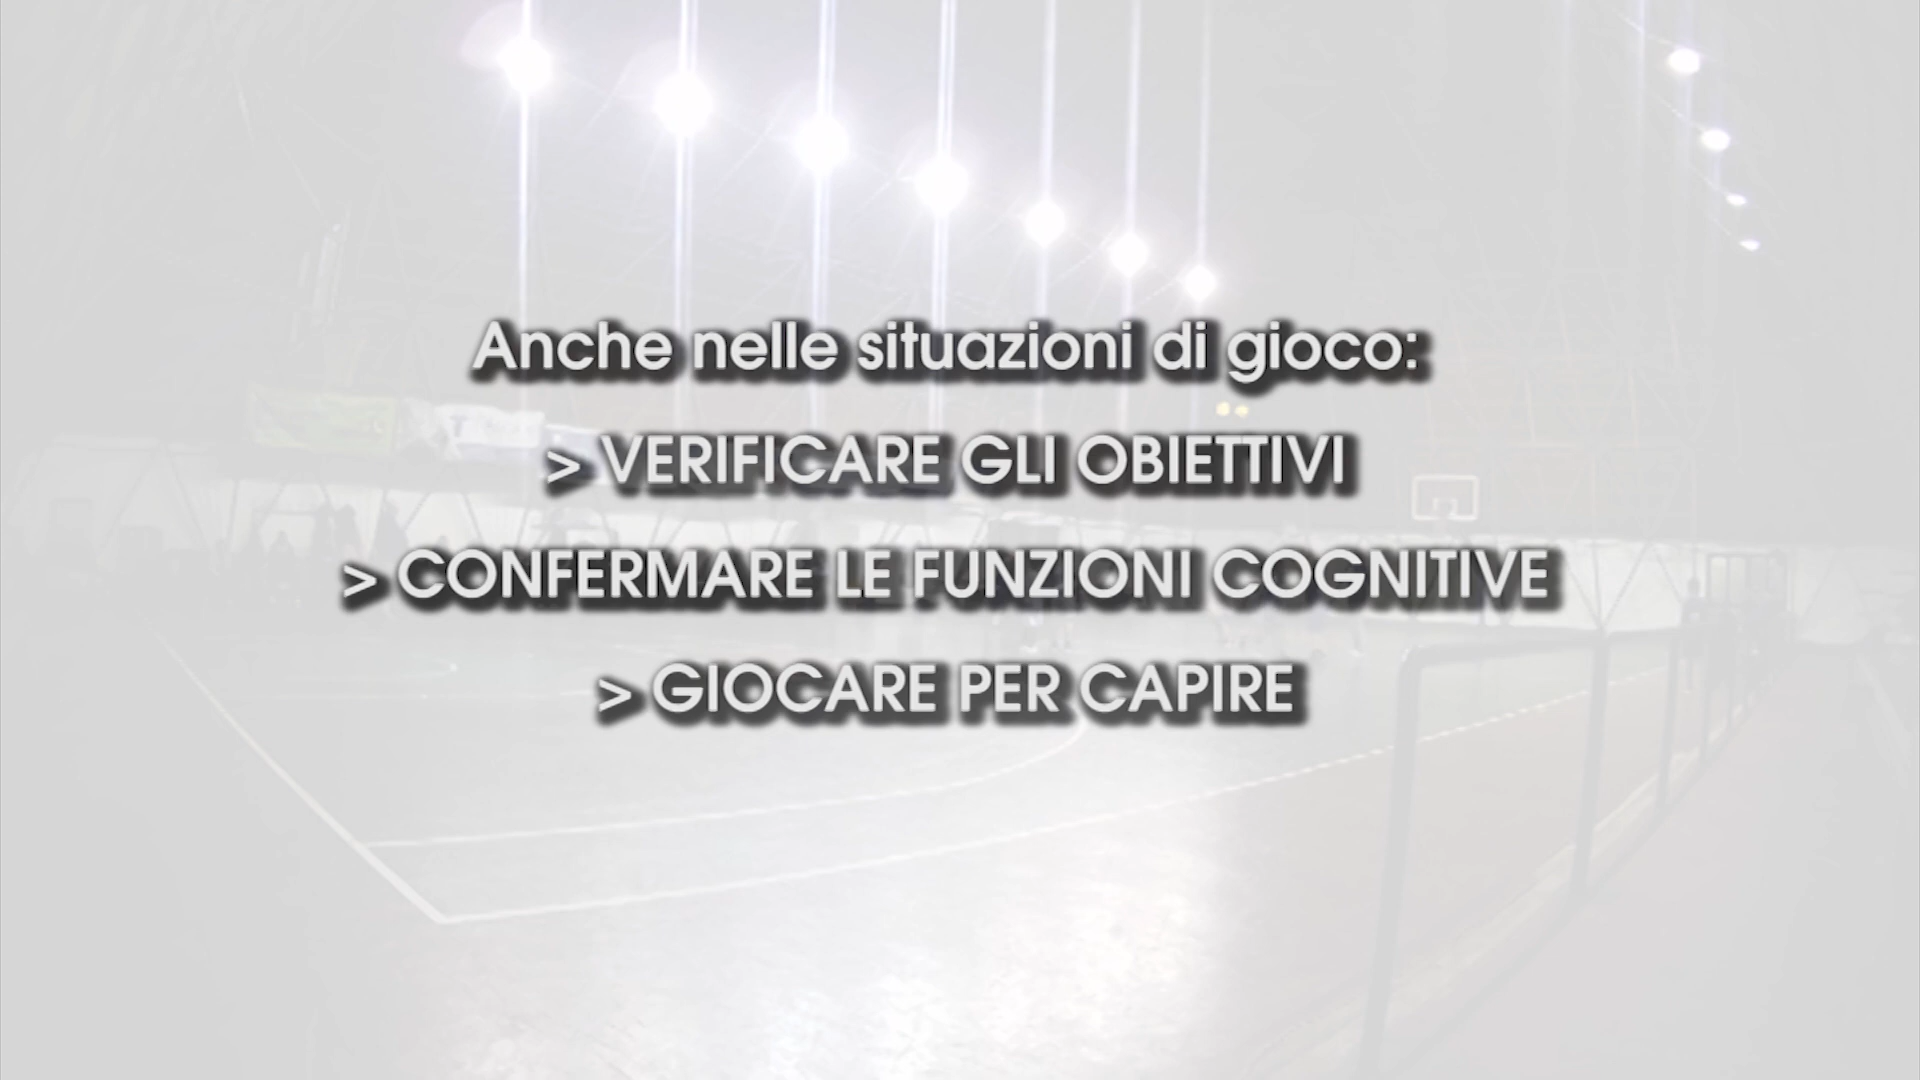 Anche nelle situazioni di gioco:
> VERIFICARE GLI OBIETTIVI
> CONFERMARE LE FUNZIONI COGNITIVE
> GIOCARE PER CAPIRE